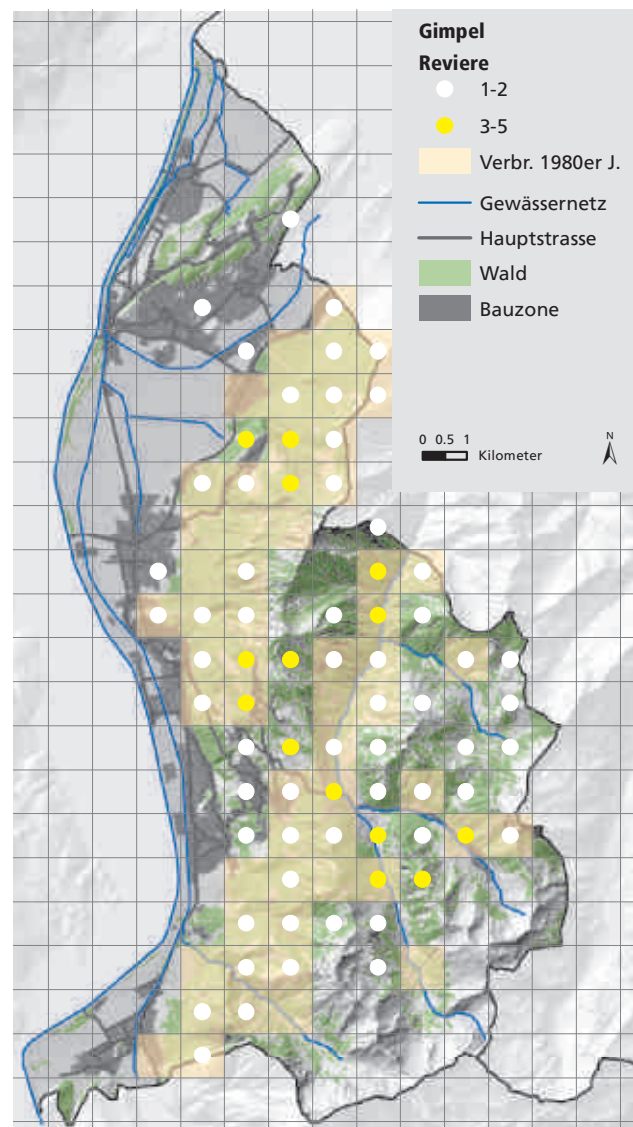 Gimpel
Reviere
1-2
3-5
Verbr. 1980er J.
Gewässernetz
Hauptstrasse
Wald
Bauzone
0 0.5 1 Kilometer
N